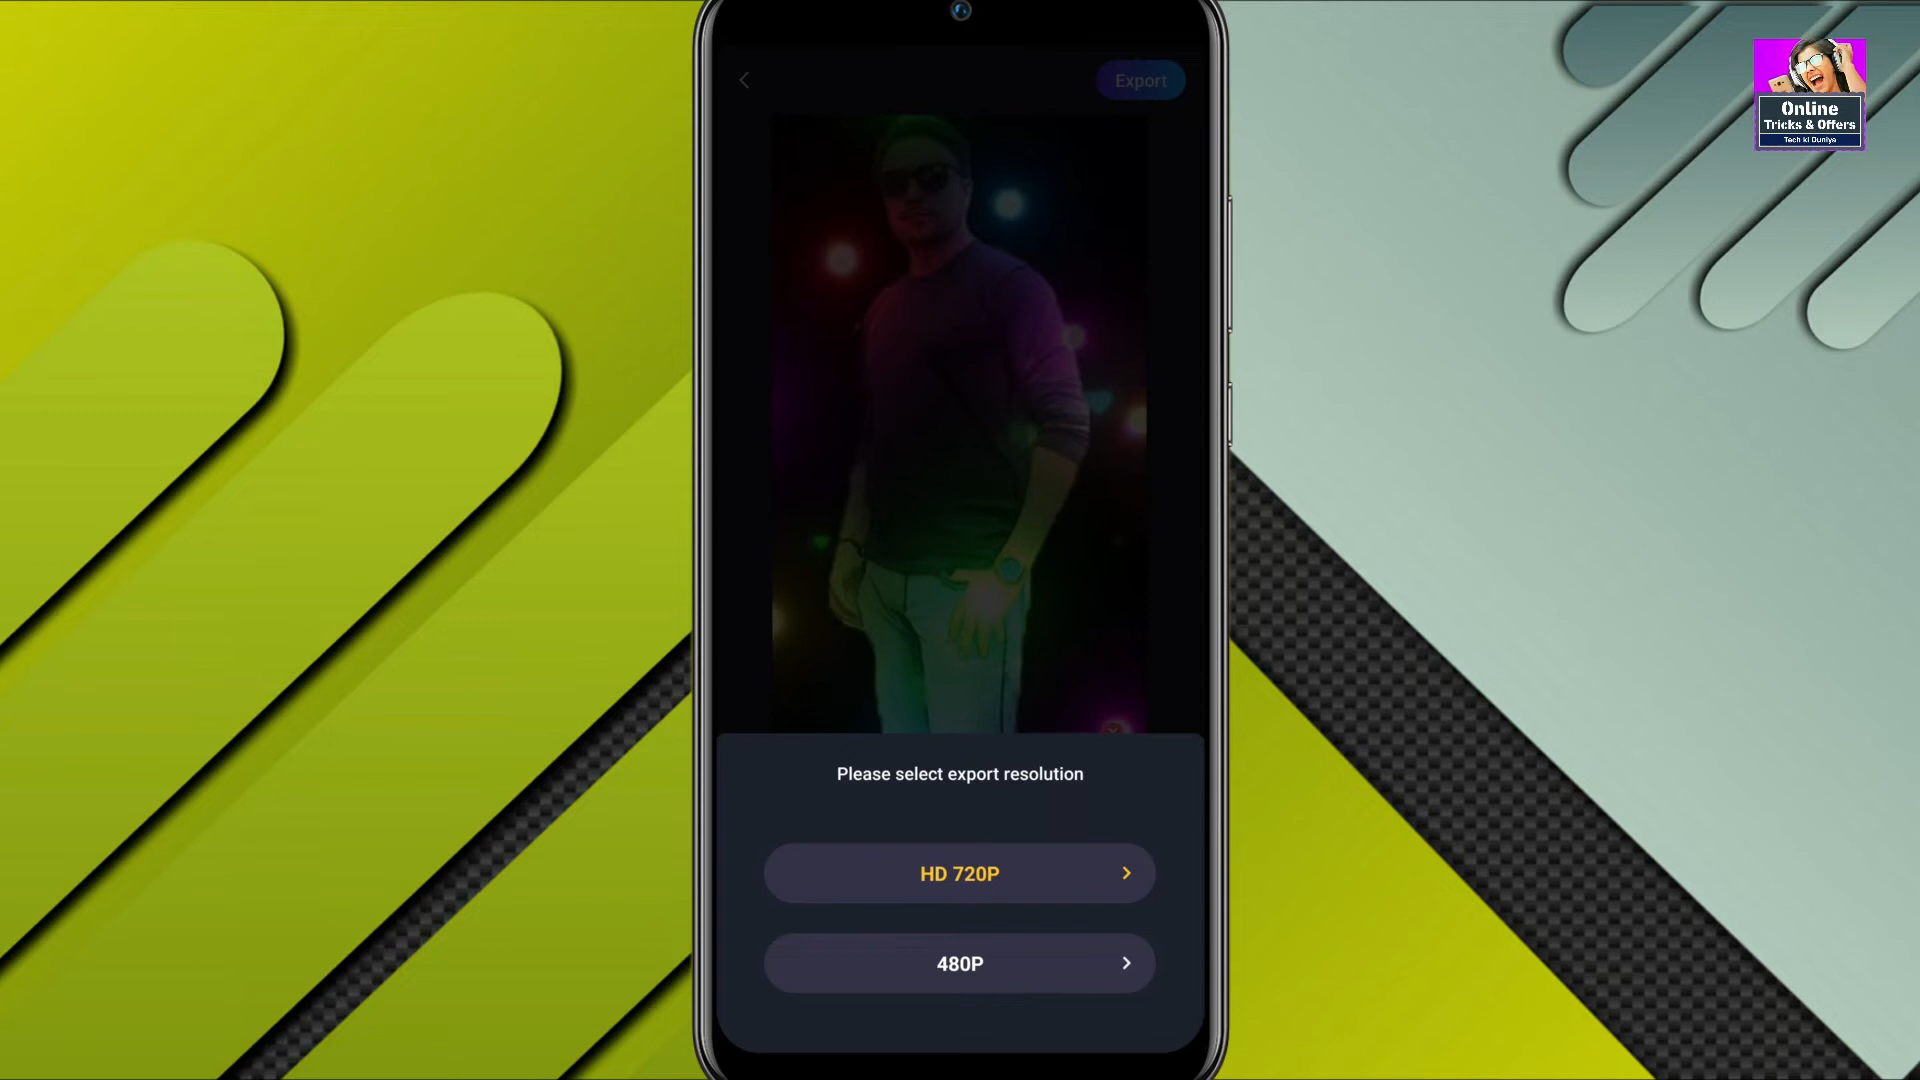 Export
Online
Tricks & Offers
Tech ki Duniya
Please select export resolution
HD 720P
480P